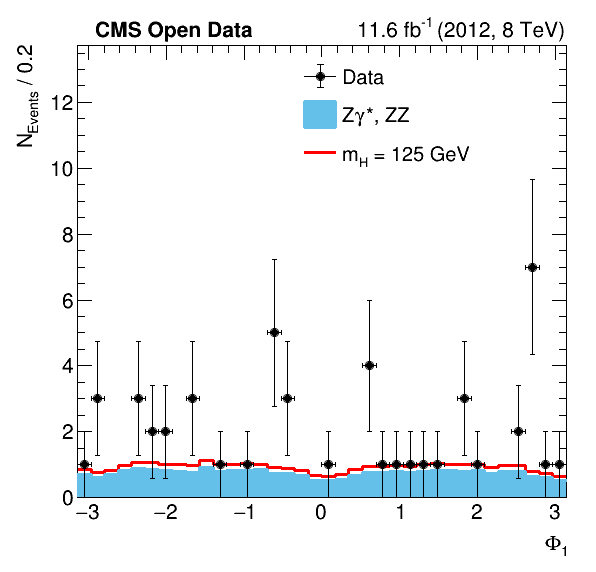 CMS Open Data 11.6 fb⁻¹ (2012, 8 TeV)
N_Events / 0.2
Data
Zγ*, ZZ
m_H = 125 GeV
12
10
8
6
4
2
0
−3 −2 −1 0 1 2 3
Φ₁